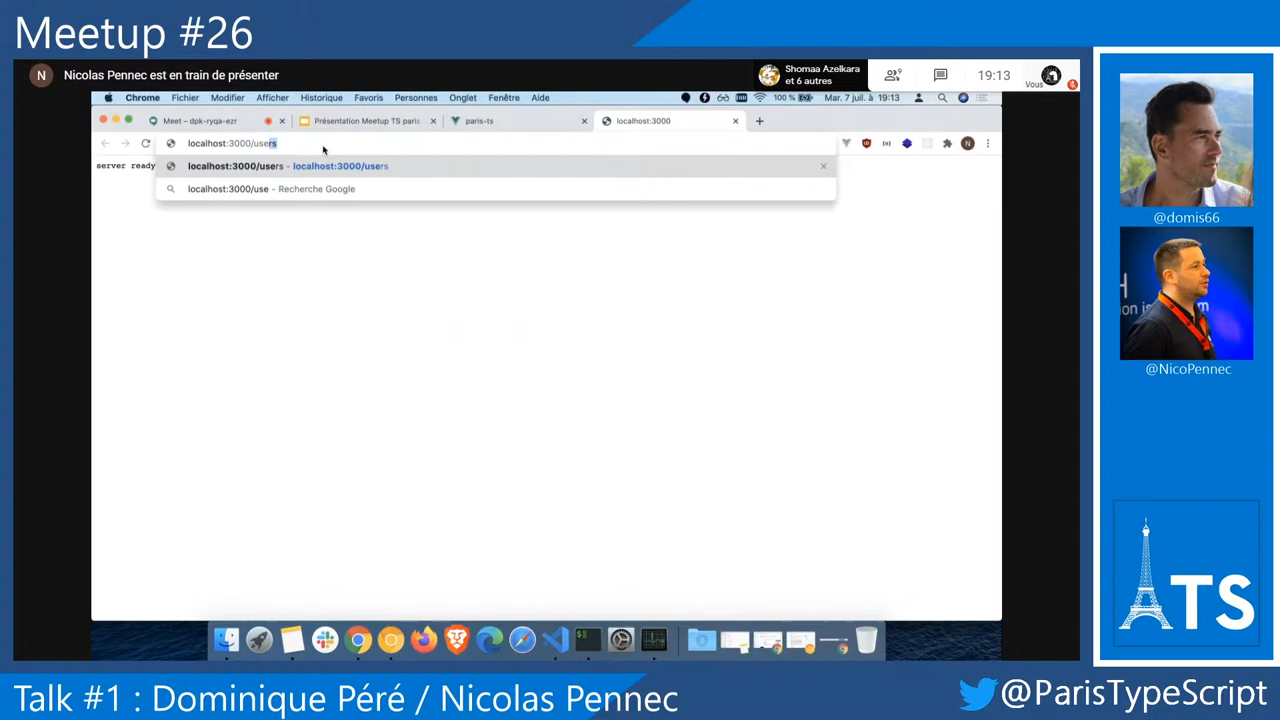 Meetup #26
N Nicolas Pennec est en train de présenter
Shomaa Azelkara
et 6 autres
9
19:13
Vous
Chrome Fichier Modifier Afficher Historique Favoris Personnes Onglet Fenêtre Aide 100 % Mar. 7 juil. à 19:13
Meet – dpk-ryqa-ezr Présentation Meetup TS paris paris-ts localhost:3000
localhost:3000/users
N
server ready
localhost:3000/users - localhost:3000/users
localhost:3000/use - Recherche Google
@domis66
@NicoPennec
TS
Talk #1 : Dominique Péré / Nicolas Pennec
@ParisTypeScript